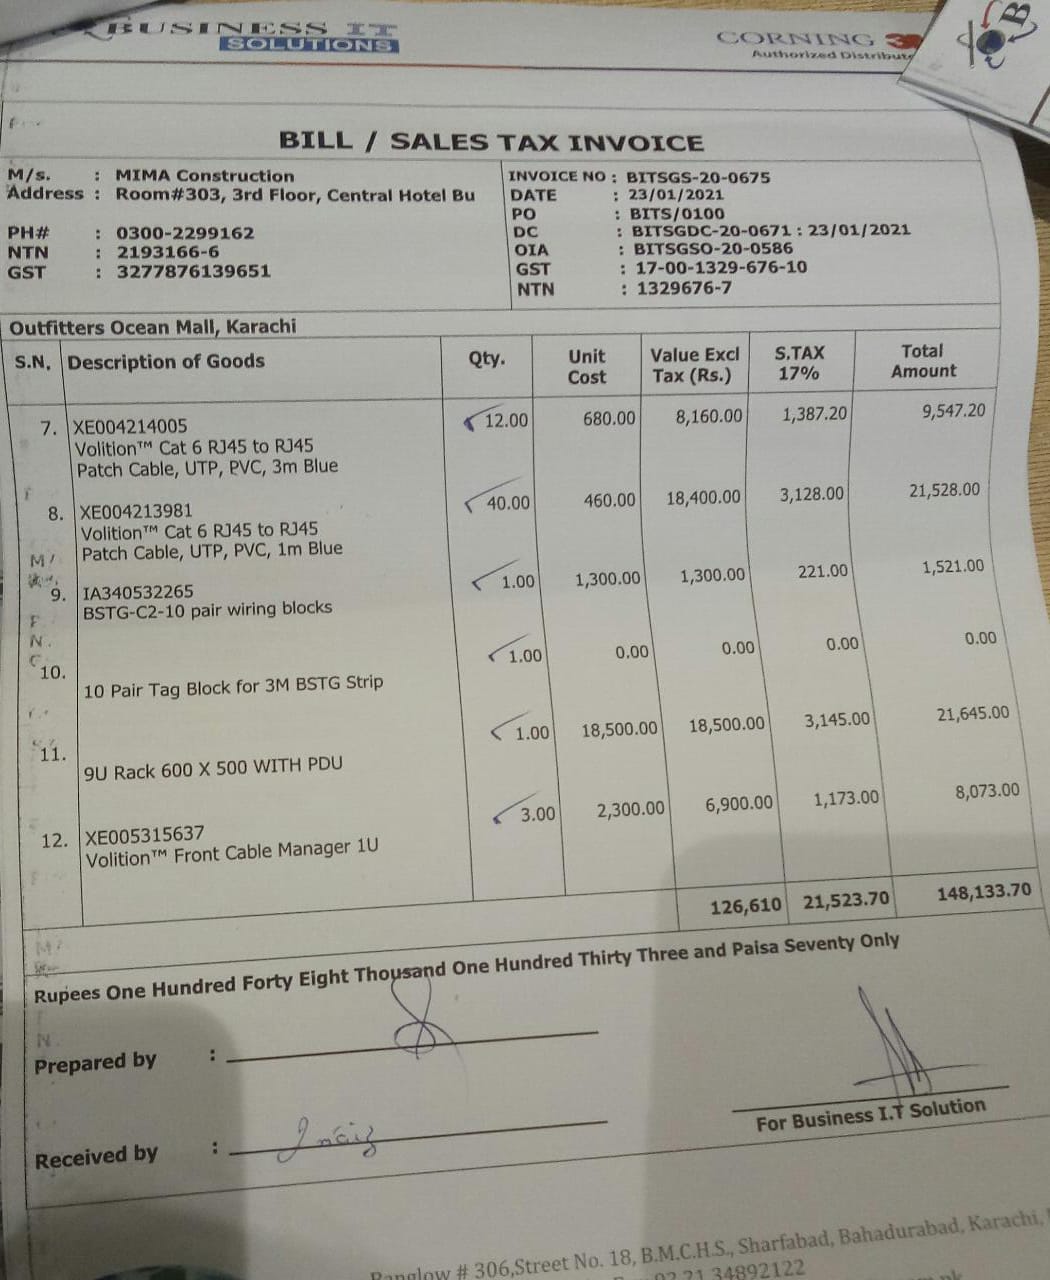 BUSINESS IT
SOLUTIONS
CORNING 3
Authorized Distribut
B
BILL / SALES TAX INVOICE
M/s. : MIMA Construction
Address : Room#303, 3rd Floor, Central Hotel Bu
PH# : 0300-2299162
NTN : 2193166-6
GST : 3277876139651
INVOICE NO : BITSGS-20-0675
DATE : 23/01/2021
PO : BITS/0100
DC : BITSGDC-20-0671 : 23/01/2021
OIA : BITSGSO-20-0586
GST : 17-00-1329-676-10
NTN : 1329676-7
Outfitters Ocean Mall, Karachi
S.N. Description of Goods Qty. Unit Cost Value Excl Tax (Rs.) S.TAX 17% Total Amount
7. XE004214005 12.00 680.00 8,160.00 1,387.20 9,547.20
Volition™ Cat 6 RJ45 to RJ45
Patch Cable, UTP, PVC, 3m Blue
8. XE004213981 40.00 460.00 18,400.00 3,128.00 21,528.00
Volition™ Cat 6 RJ45 to RJ45
Patch Cable, UTP, PVC, 1m Blue
9. IA340532265 1.00 1,300.00 1,300.00 221.00 1,521.00
BSTG-C2-10 pair wiring blocks
10. 1.00 0.00 0.00 0.00 0.00
10 Pair Tag Block for 3M BSTG Strip
11. 1.00 18,500.00 18,500.00 3,145.00 21,645.00
9U Rack 600 X 500 WITH PDU
12. XE005315637 3.00 2,300.00 6,900.00 1,173.00 8,073.00
Volition™ Front Cable Manager 1U
126,610 21,523.70 148,133.70
Rupees One Hundred Forty Eight Thousand One Hundred Thirty Three and Paisa Seventy Only
Prepared by :
For Business I.T Solution
Received by :
Banglow # 306,Street No. 18, B.M.C.H.S., Sharfabad, Bahadurabad, Karachi,
02 21 34892122